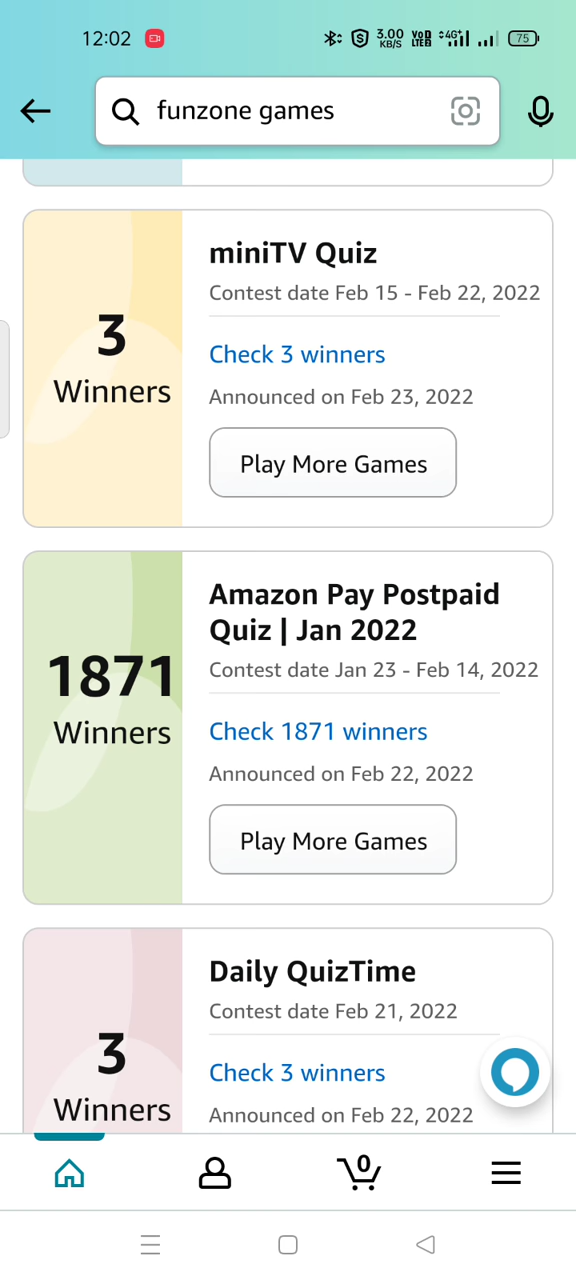 12:02
3.00
KB/S
VoD
LTE
4G+
75
funzone games
3
Winners
miniTV Quiz
Contest date Feb 15 - Feb 22, 2022
Check 3 winners
Announced on Feb 23, 2022
Play More Games
1871
Winners
Amazon Pay Postpaid
Quiz | Jan 2022
Contest date Jan 23 - Feb 14, 2022
Check 1871 winners
Announced on Feb 22, 2022
Play More Games
3
Winners
Daily QuizTime
Contest date Feb 21, 2022
Check 3 winners
Announced on Feb 22, 2022
0